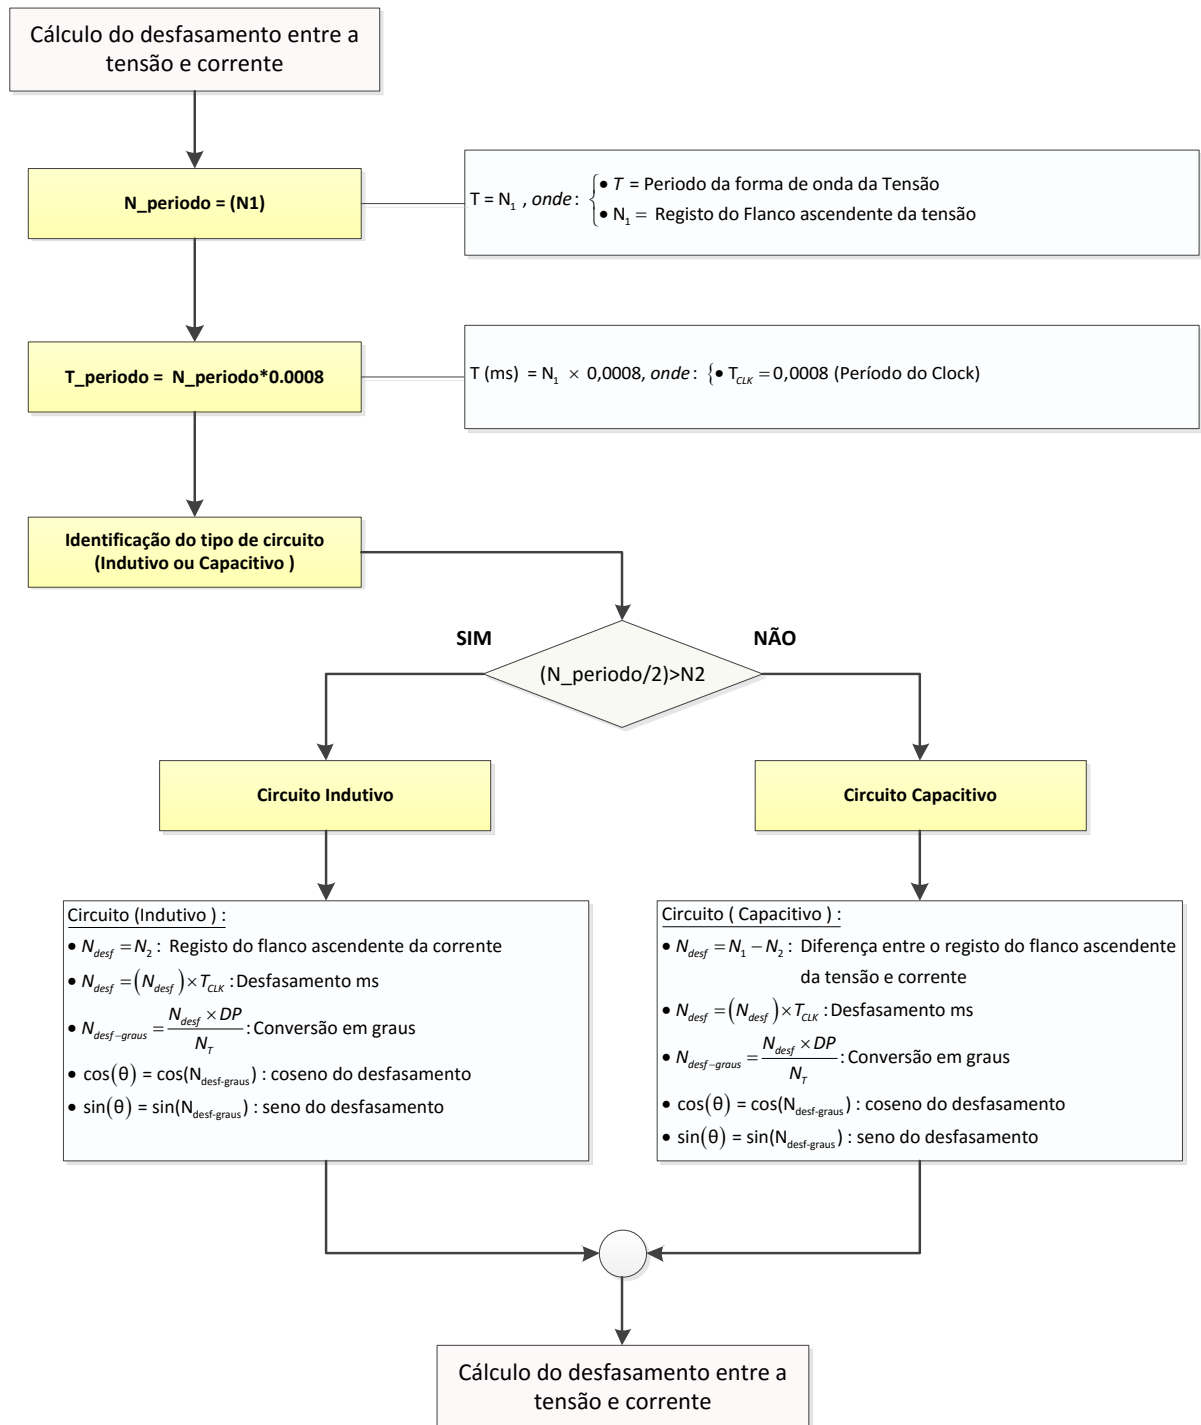 Cálculo do desfasamento entre a
tensão e corrente
N_periodo = (N1)
T = N₁ , onde: { • T = Periodo da forma de onda da Tensão
• N₁ = Registo do Flanco ascendente da tensão
T_periodo = N_periodo*0.0008
T (ms) = N₁ × 0,0008, onde: {• T_CLK = 0,0008 (Período do Clock)
Identificação do tipo de circuito
(Indutivo ou Capacitivo )
SIM
NÃO
(N_periodo/2)>N2
Circuito Indutivo
Circuito Capacitivo
Circuito (Indutivo ) :
• N_desf = N₂ : Registo do flanco ascendente da corrente
• N_desf = (N_desf) × T_CLK : Desfasamento ms
• N_desf-graus = (N_desf × DP) / N_T : Conversão em graus
• cos(θ) = cos(N_desf-graus) : coseno do desfasamento
• sin(θ) = sin(N_desf-graus) : seno do desfasamento
Circuito ( Capacitivo ) :
• N_desf = N₁ − N₂ : Diferença entre o registo do flanco ascendente
da tensão e corrente
• N_desf = (N_desf) × T_CLK : Desfasamento ms
• N_desf-graus = (N_desf × DP) / N_T : Conversão em graus
• cos(θ) = cos(N_desf-graus) : coseno do desfasamento
• sin(θ) = sin(N_desf-graus) : seno do desfasamento
Cálculo do desfasamento entre a
tensão e corrente